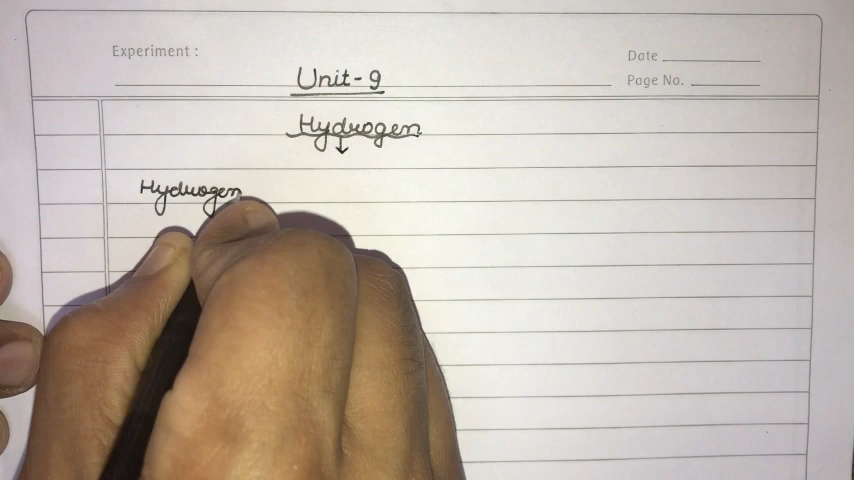 Experiment :
Date
Unit-9
Page No.
Hydrogen
Hydrogen